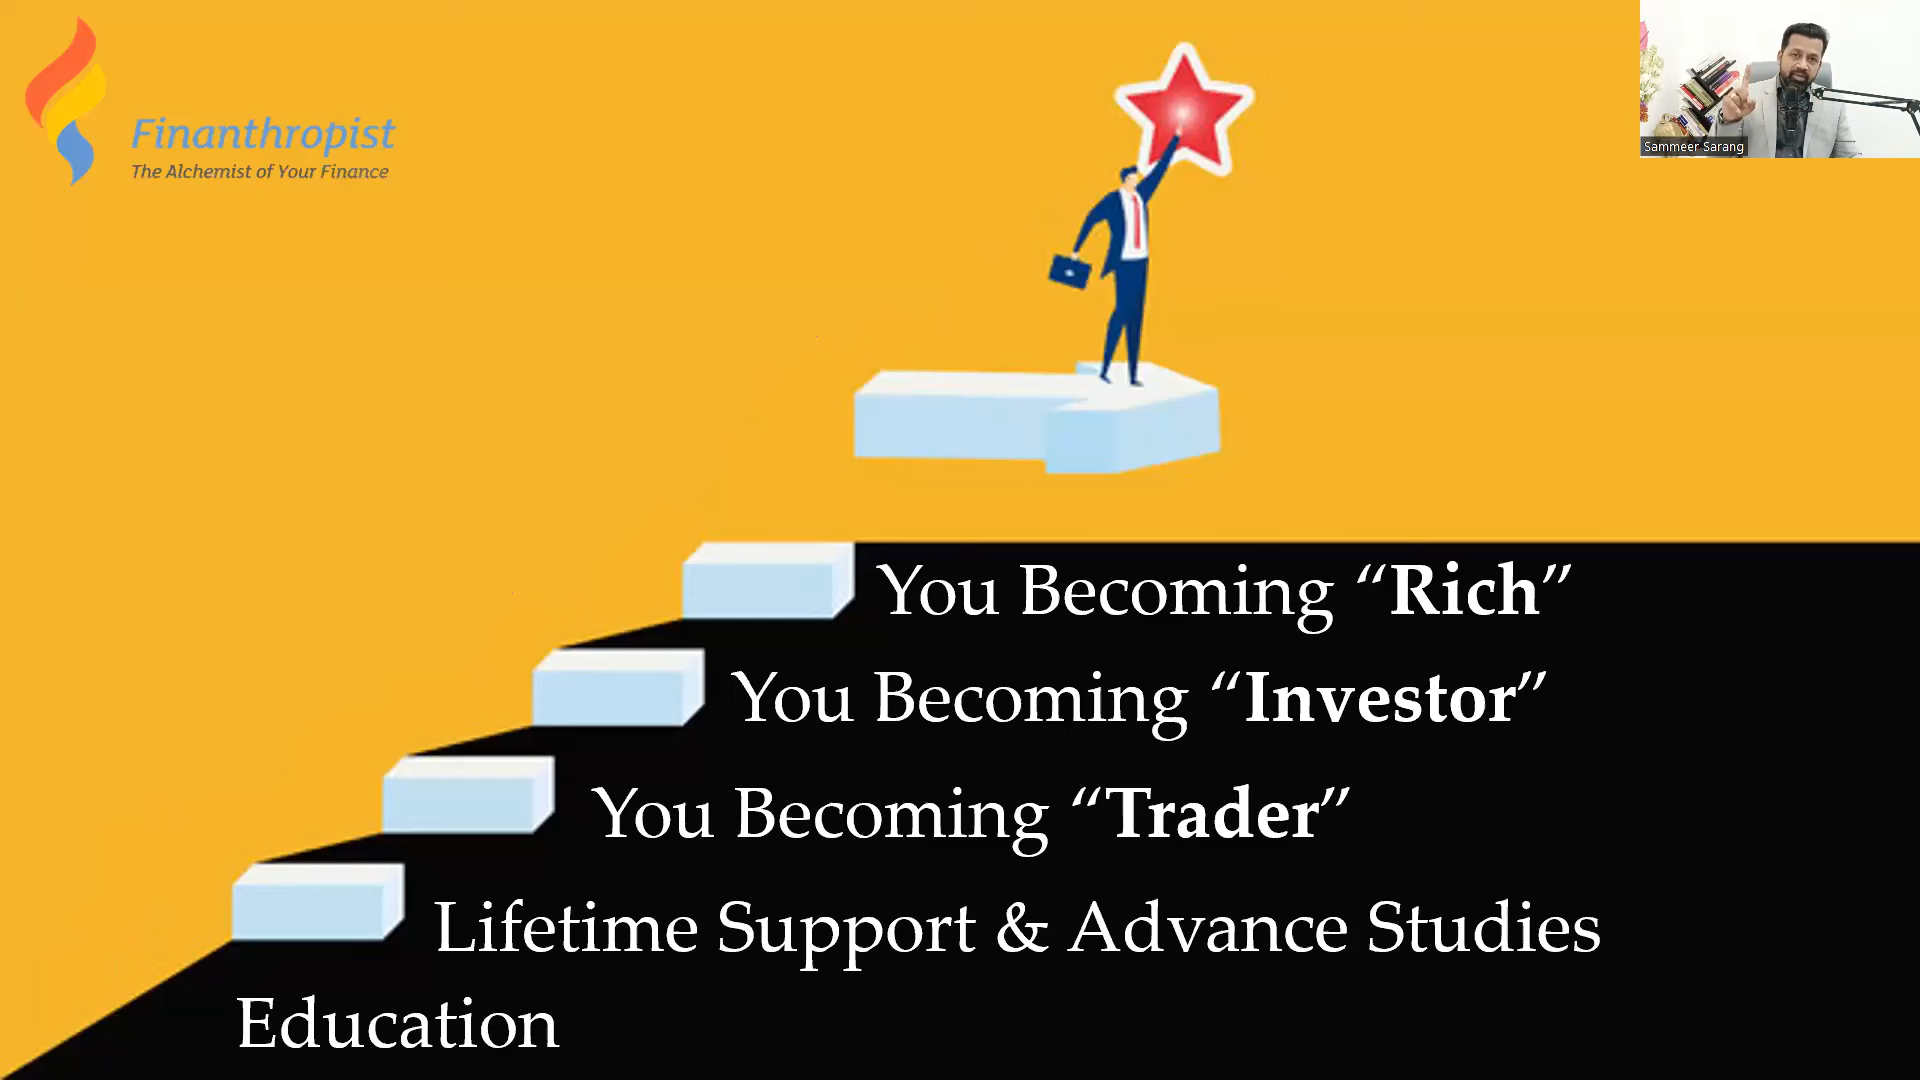 Finanthropist
The Alchemist of Your Finance
Sammeer Sarang
You Becoming “Rich”
You Becoming “Investor”
You Becoming “Trader”
Lifetime Support & Advance Studies
Education